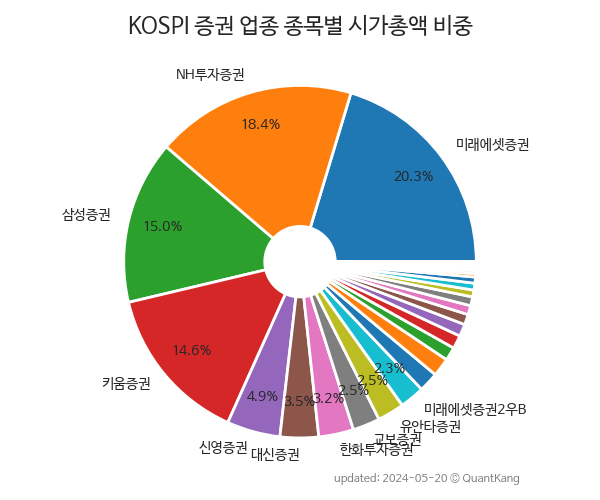 KOSPI 증권 업종 종목별 시가총액 비중
NH투자증권
18.4%
미래에셋증권
20.3%
삼성증권
15.0%
키움증권
14.6%
4.9%
3.5%
3.2%
2.5%
2.5%
2.3%
미래에셋증권2우B
유안타증권
교보증권
한화투자증권
신영증권
대신증권
updated: 2024-05-20 © QuantKang